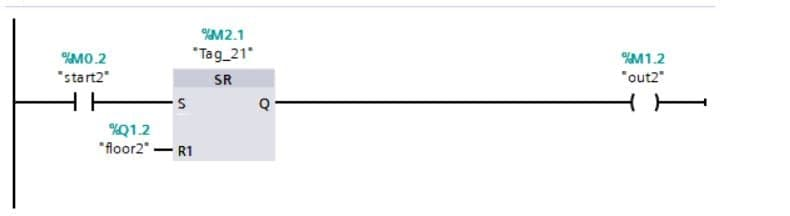 %M2.1
"Tag_21"
%M0.2
"start2"
SR
%M1.2
"out2"
S
Q
%Q1.2
"floor2"
R1